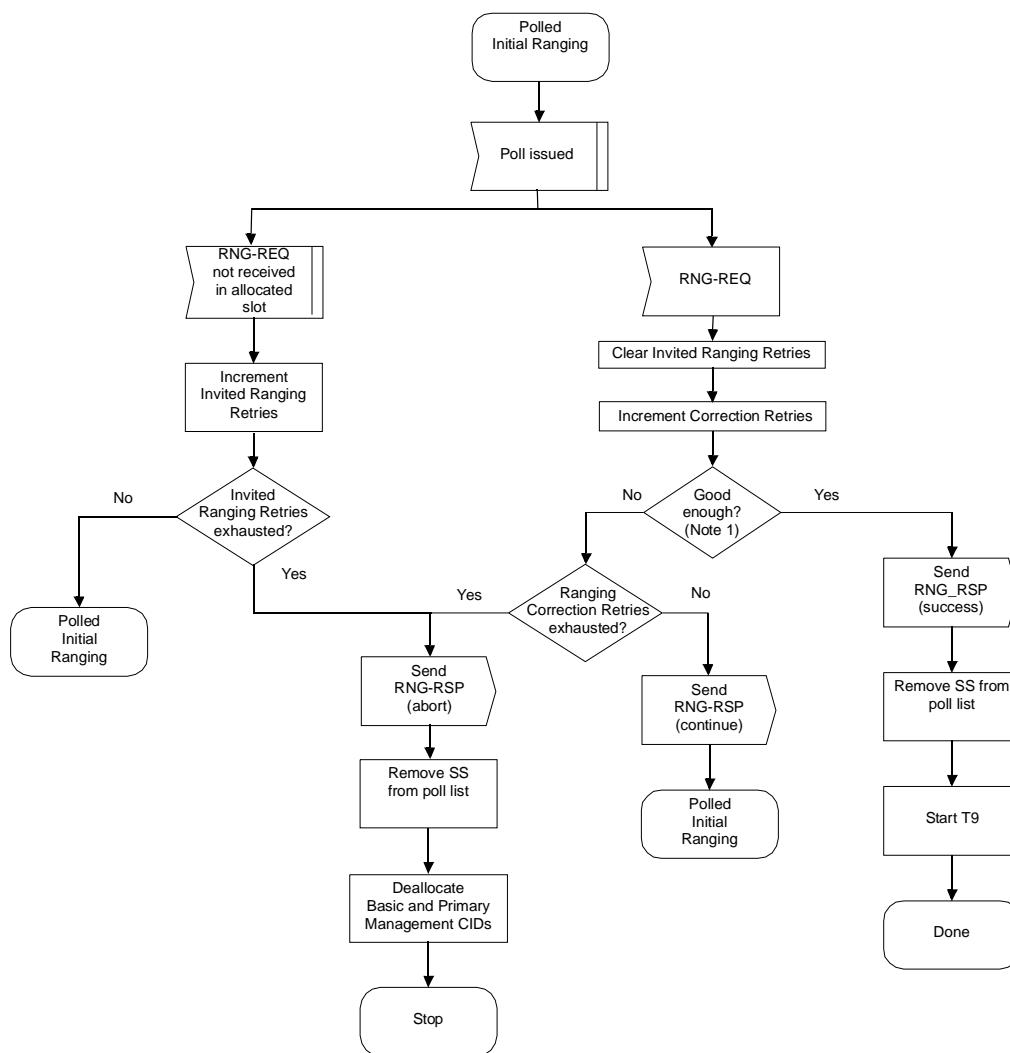 Polled
Initial Ranging
Poll issued
RNG-REQ
not received
in allocated
slot
RNG-REQ
Clear Invited Ranging Retries
Increment
Invited Ranging
Retries
Increment Correction Retries
No
Invited
Ranging Retries
exhausted?
Yes
No
Good
enough?
(Note 1)
Yes
Polled
Initial
Ranging
Yes
Ranging
Correction Retries
exhausted?
No
Send
RNG_RSP
(success)
Send
RNG-RSP
(abort)
Send
RNG-RSP
(continue)
Remove SS from
poll list
Remove SS
from poll list
Polled
Initial
Ranging
Start T9
Deallocate
Basic and Primary
Management CIDs
Done
Stop